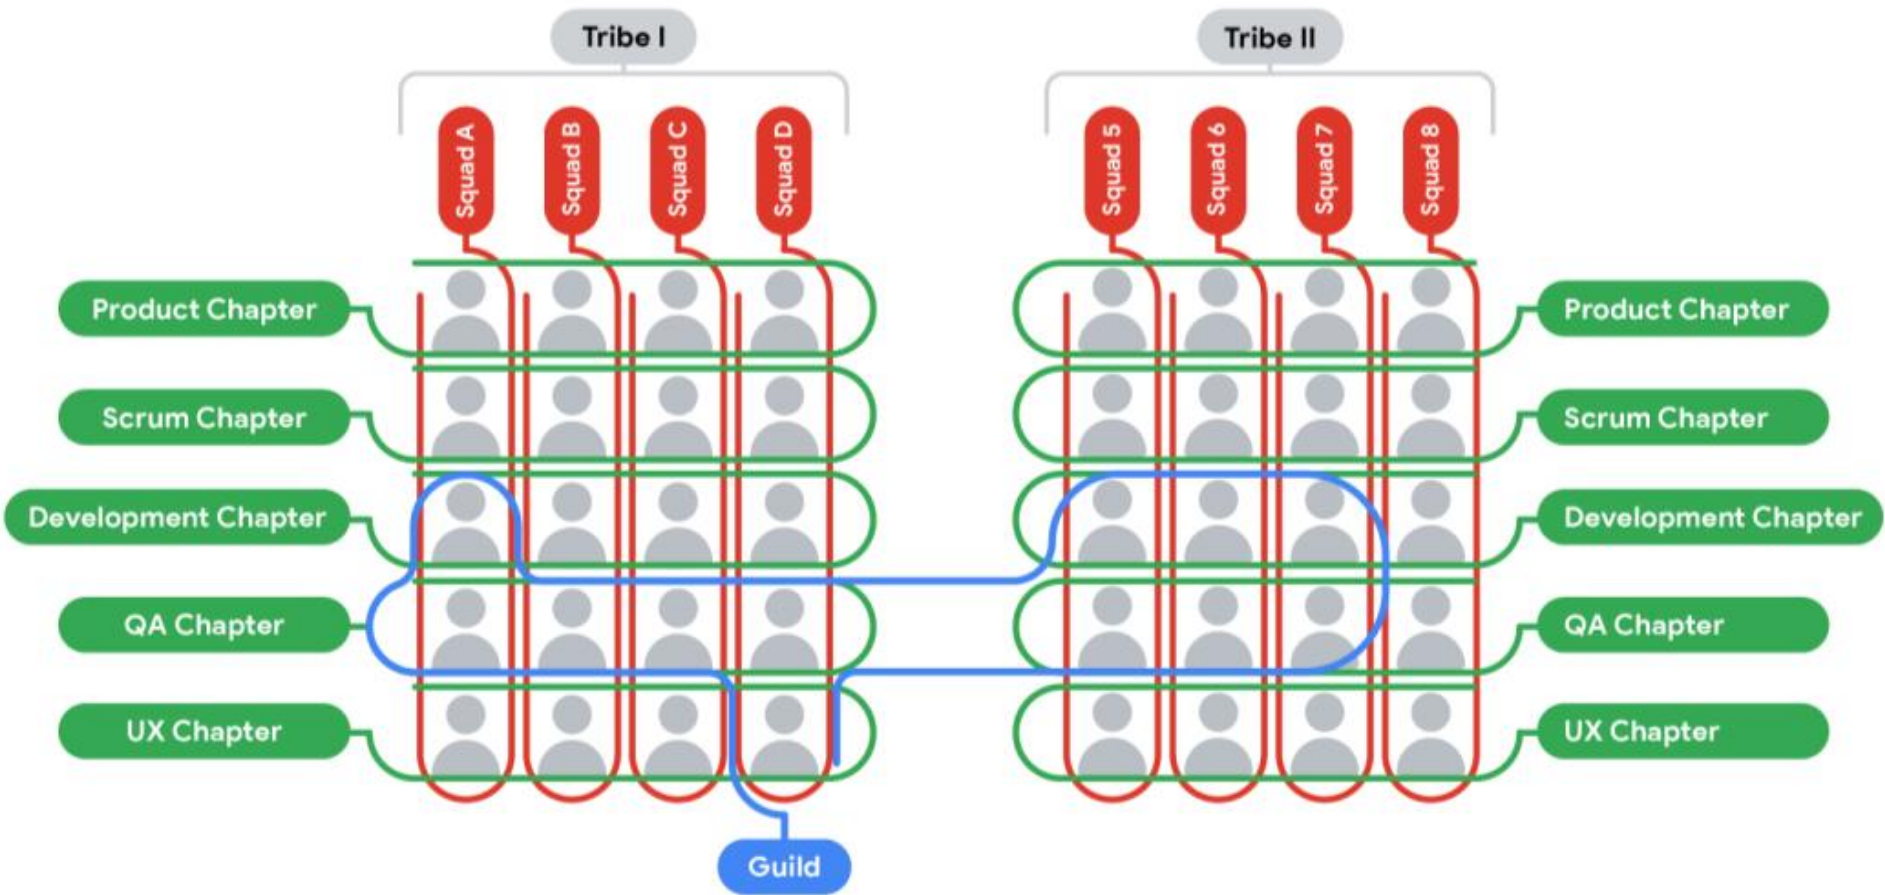 Tribe I
Tribe II
Squad A
Squad B
Squad C
Squad D
Squad 5
Squad 6
Squad 7
Squad 8
Product Chapter
Product Chapter
Scrum Chapter
Scrum Chapter
Development Chapter
Development Chapter
QA Chapter
QA Chapter
UX Chapter
UX Chapter
Guild